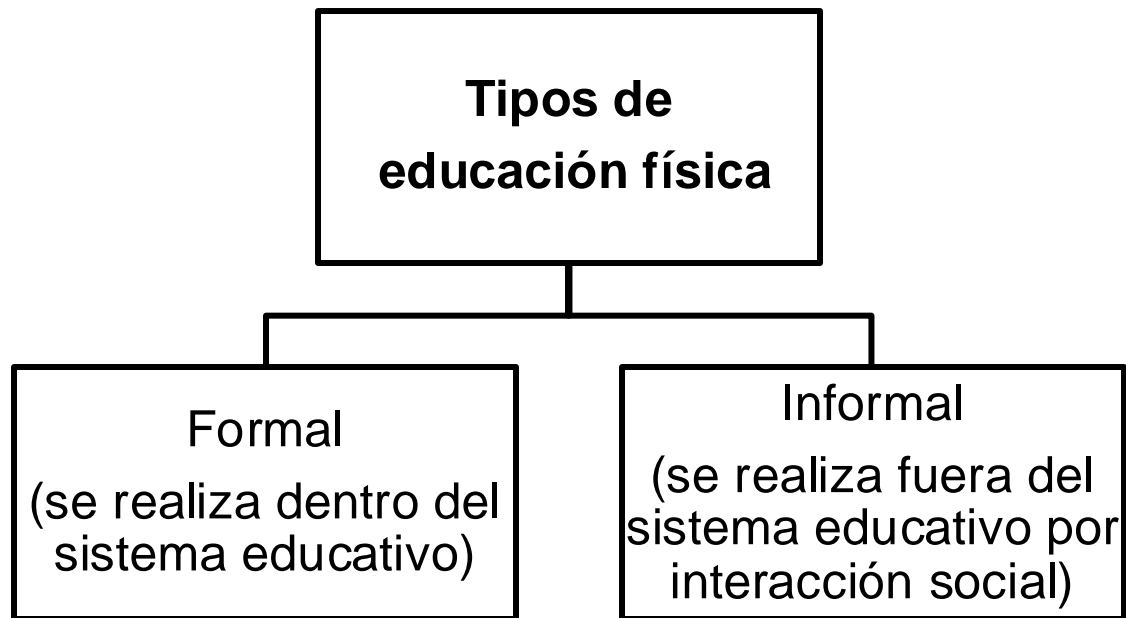 Tipos de
educación física
Formal
(se realiza dentro del
sistema educativo)
Informal
(se realiza fuera del
sistema educativo por
interacción social)